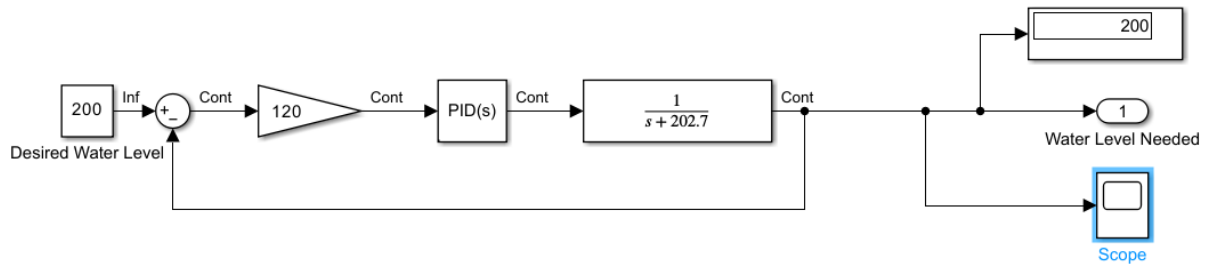 200
Inf
200
Cont
Cont
Cont
Cont
+
−
120
PID(s)
1
s + 202.7
1
Desired Water Level
Water Level Needed
Scope